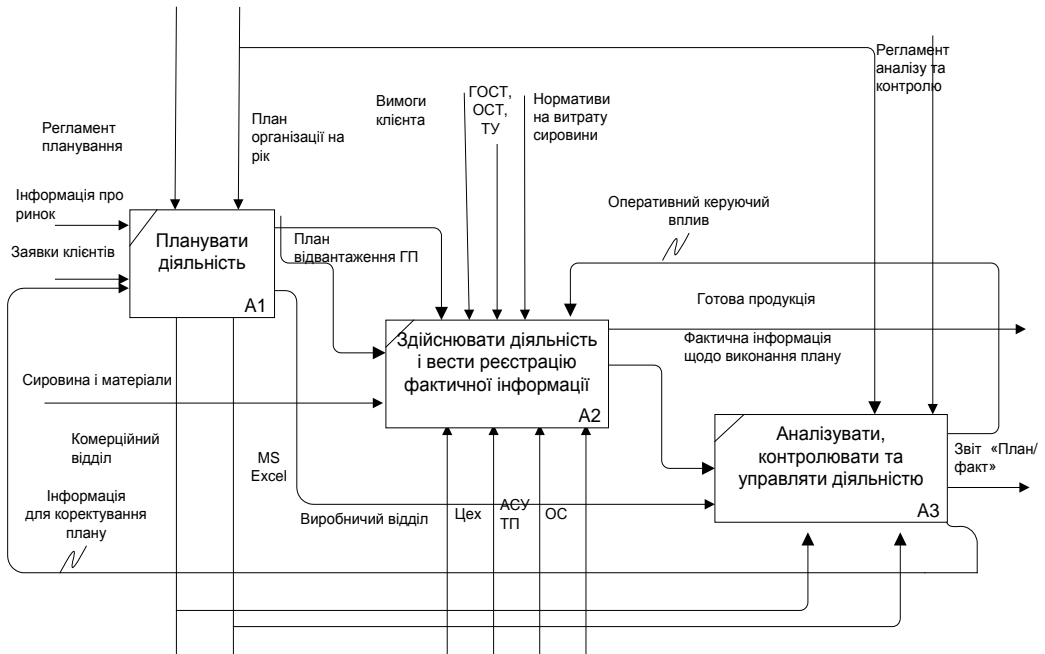 Регламент
планування
План
організації на
рік
Вимоги
клієнта
ГОСТ,
ОСТ,
ТУ
Нормативи
на витрату
сировини
Регламент
аналізу та
контролю
Інформація про
ринок
Заявки клієнтів
Планувати
діяльність
А1
План
відвантаження ГП
Оперативний керуючий
вплив
Готова продукція
Здійснювати діяльність
і вести реєстрацію
фактичної інформації
А2
Фактична інформація
щодо виконання плану
Сировина і матеріали
Аналізувати,
контролювати та
управляти діяльністю
А3
Звіт «План/
факт»
Комерційний
відділ
MS
Excel
Інформація
для коректування
плану
Виробничий відділ
Цех
АСУ
ТП
ОС